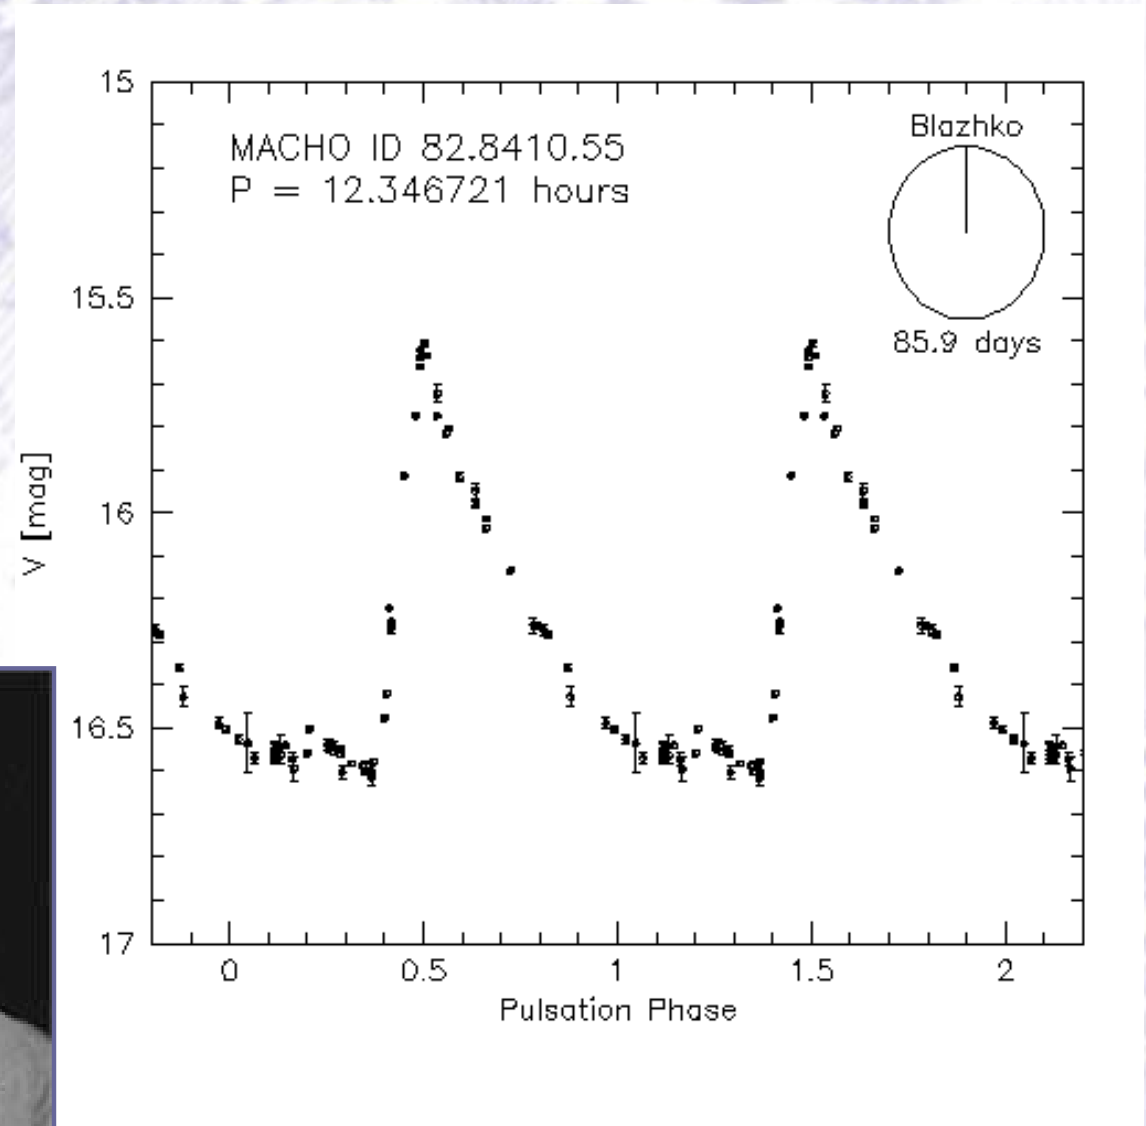 15
MACHO ID 82.8410.55
P = 12.346721 hours
Blazhko
15.5
85.9 days
V [mag]
16
16.5
17
0
0.5
1
1.5
2
Pulsation Phase